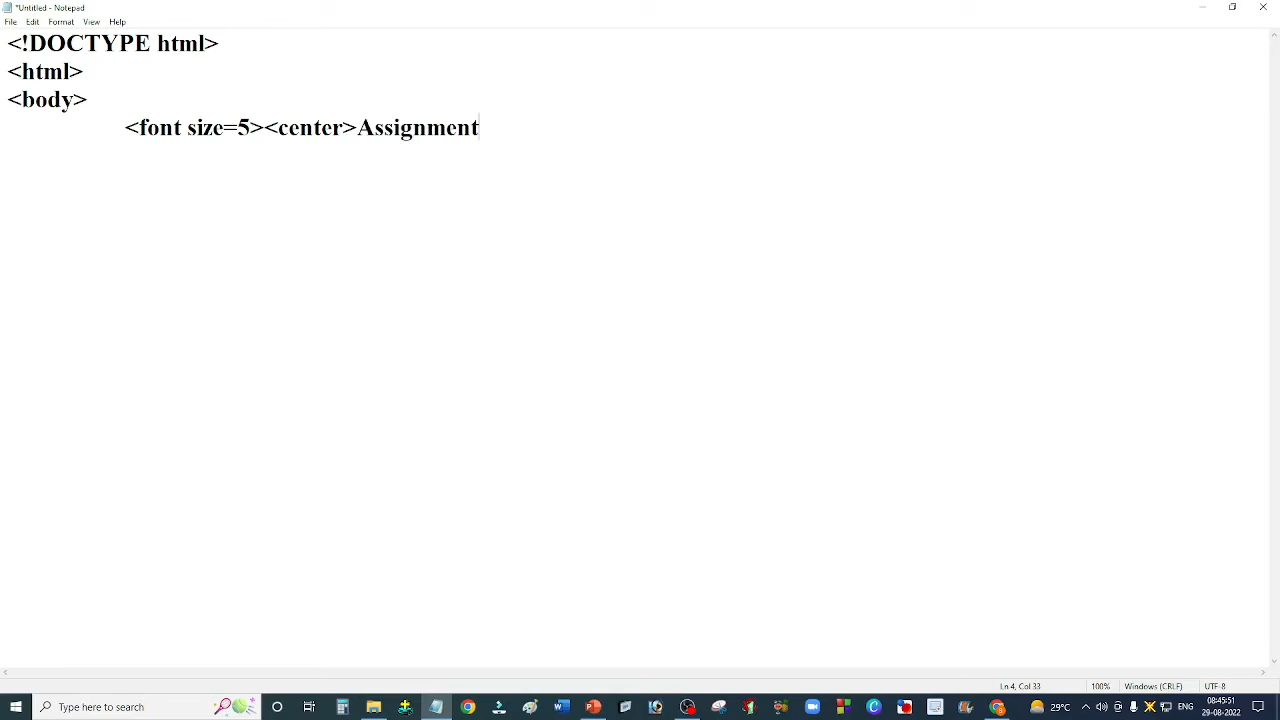 *Untitled - Notepad
File Edit Format View Help
<!DOCTYPE html>
<html>
<body>
<font size=5><center>Assignment
Ln 4, Col 33 100% Windows (CRLF) UTF-8
Type here to search 29°C 08:45:51
29-08-2022